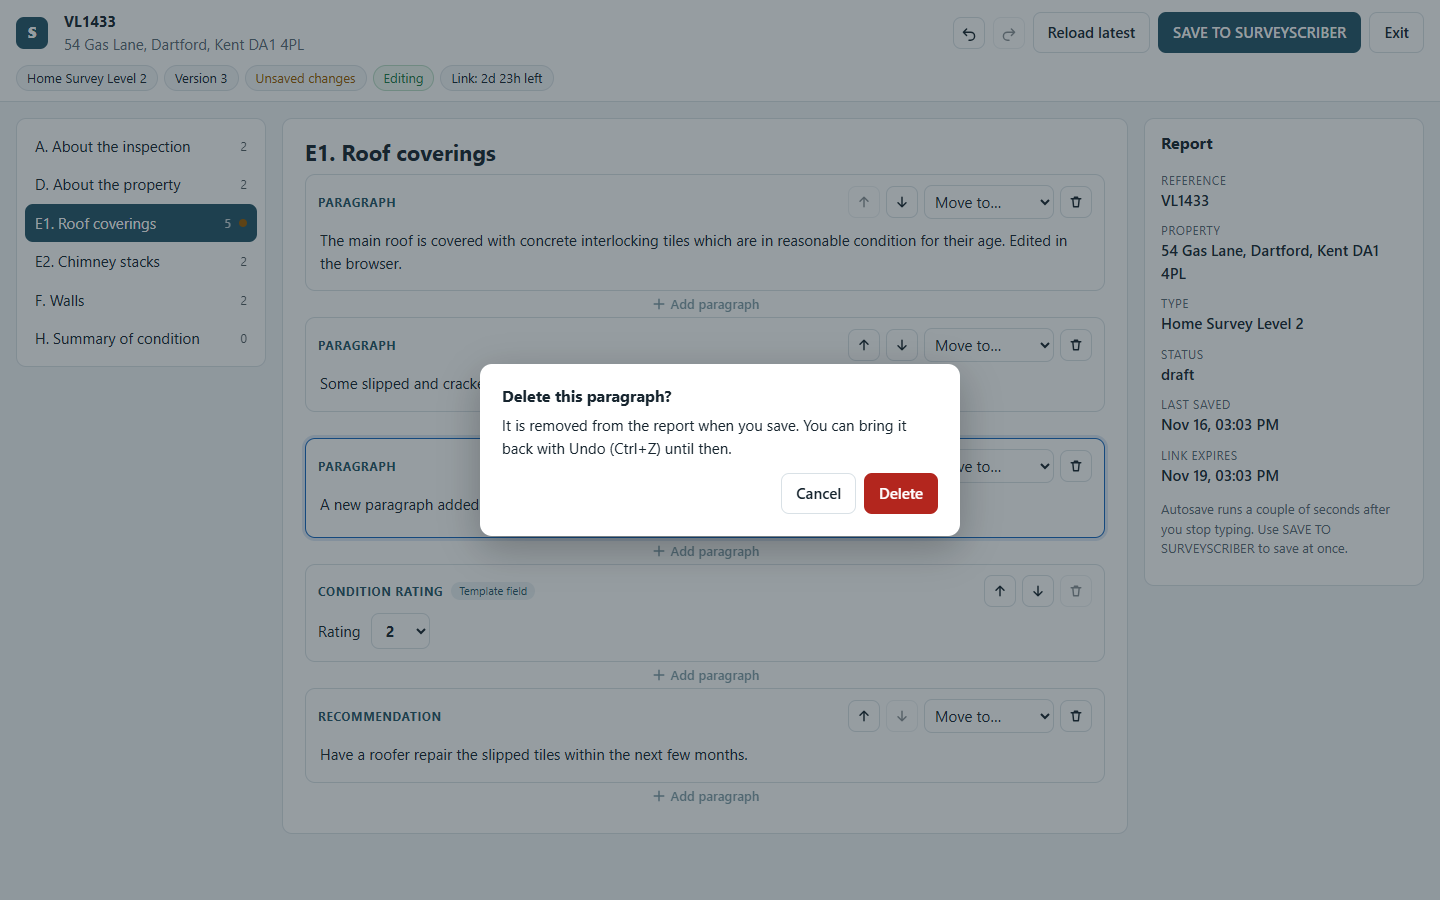 S
VL1433
54 Gas Lane, Dartford, Kent DA1 4PL
Reload latest
SAVE TO SURVEYSCRIBER
Exit
Home Survey Level 2
Version 3
Unsaved changes
Editing
Link: 2d 23h left
A. About the inspection 2
D. About the property 2
E1. Roof coverings 5
E2. Chimney stacks 2
F. Walls 2
H. Summary of condition 0
E1. Roof coverings
PARAGRAPH
Move to...
The main roof is covered with concrete interlocking tiles which are in reasonable condition for their age. Edited in
the browser.
+ Add paragraph
PARAGRAPH
Move to...
Some slipped and
Delete this paragraph?
It is removed from the report when you save. You can bring it
back with Undo (Ctrl+Z) until then.
Cancel
Delete
PARAGRAPH
to...
A new paragraph added
+ Add paragraph
CONDITION RATING
Template field
Rating 2
+ Add paragraph
RECOMMENDATION
Move to...
Have a roofer repair the slipped tiles within the next few months.
+ Add paragraph
Report
REFERENCE
VL1433
PROPERTY
54 Gas Lane, Dartford, Kent DA1
4PL
TYPE
Home Survey Level 2
STATUS
draft
LAST SAVED
Nov 16, 03:03 PM
LINK EXPIRES
Nov 19, 03:03 PM
Autosave runs a couple of seconds after
you stop typing. Use SAVE TO
SURVEYSCRIBER to save at once.